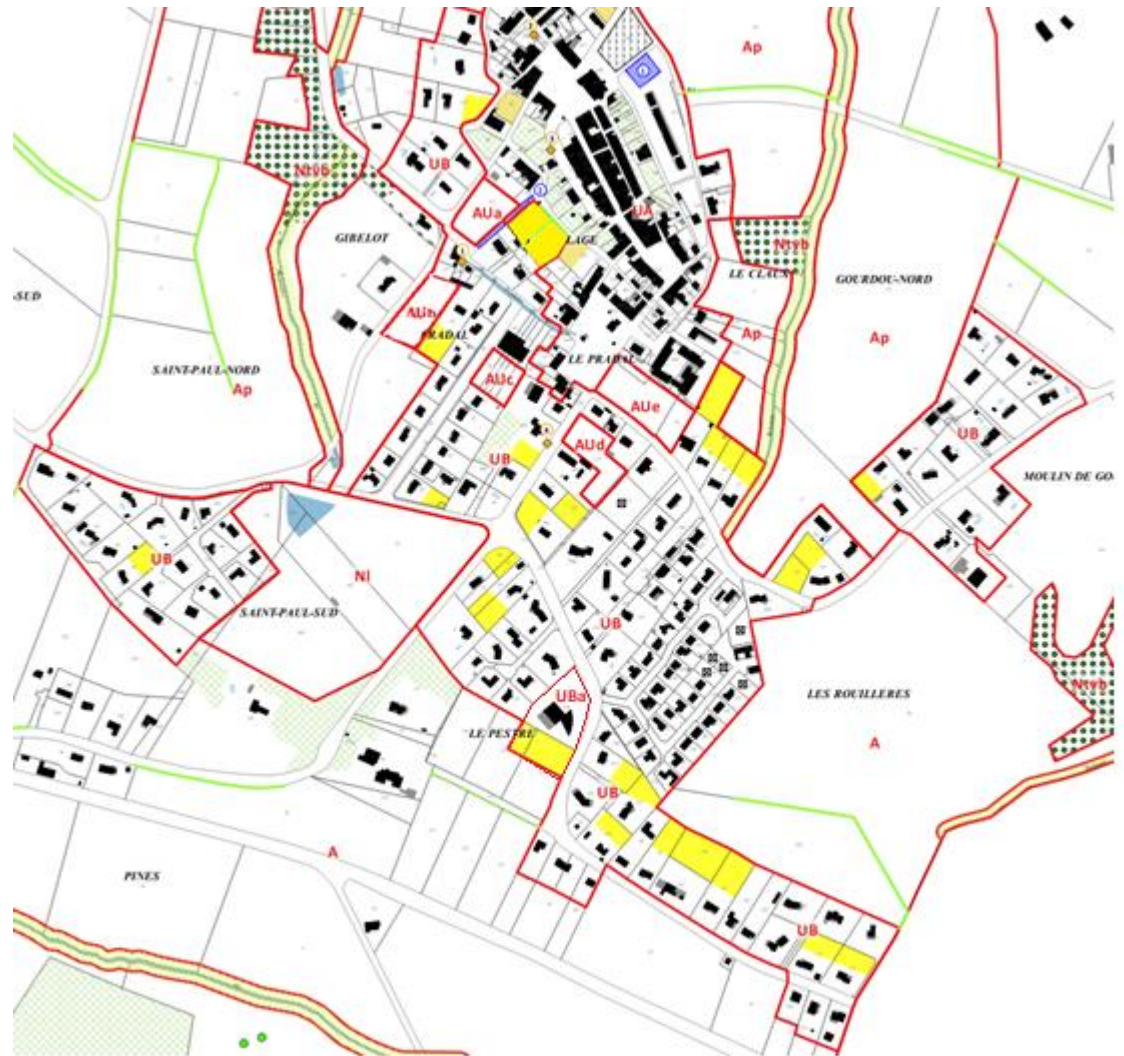 Ap
Ntvb
UB
AUa
UA
GIBELOT
LAGE
Ntvb
LE CLAUX
GOURDOU-NORD
-SUD
AUb
PRADAL
Ap
Ap
LE PRADAL
SAINT-PAUL-NORD
Ap
AUc
AUe
UB
AUd
UB
MOULIN DE GO
UB
NI
SAINT-PAUL-SUD
UB
Ntvb
LES ROUILLERES
UBa
LE PESTRE
A
UB
A
PINES
UB